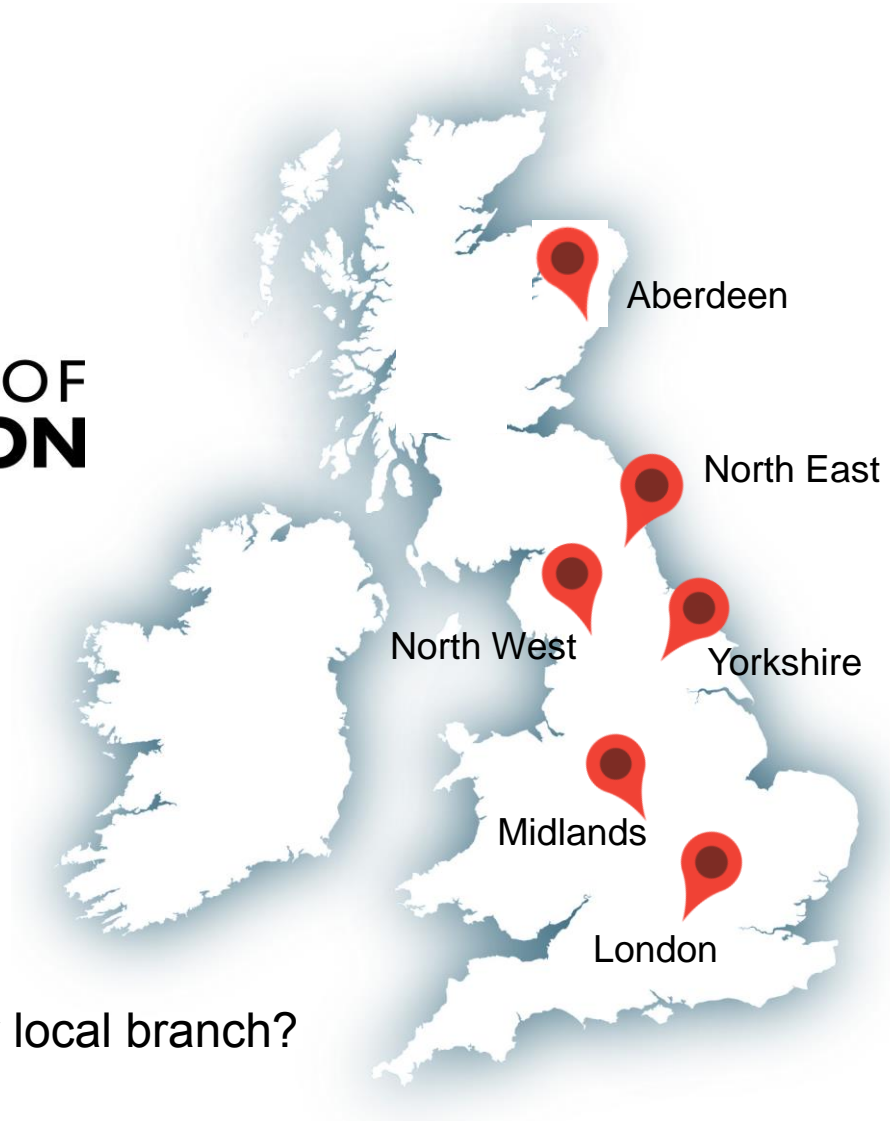 Aberdeen
OF
ON
North East
North West
Yorkshire
Midlands
London
local branch?